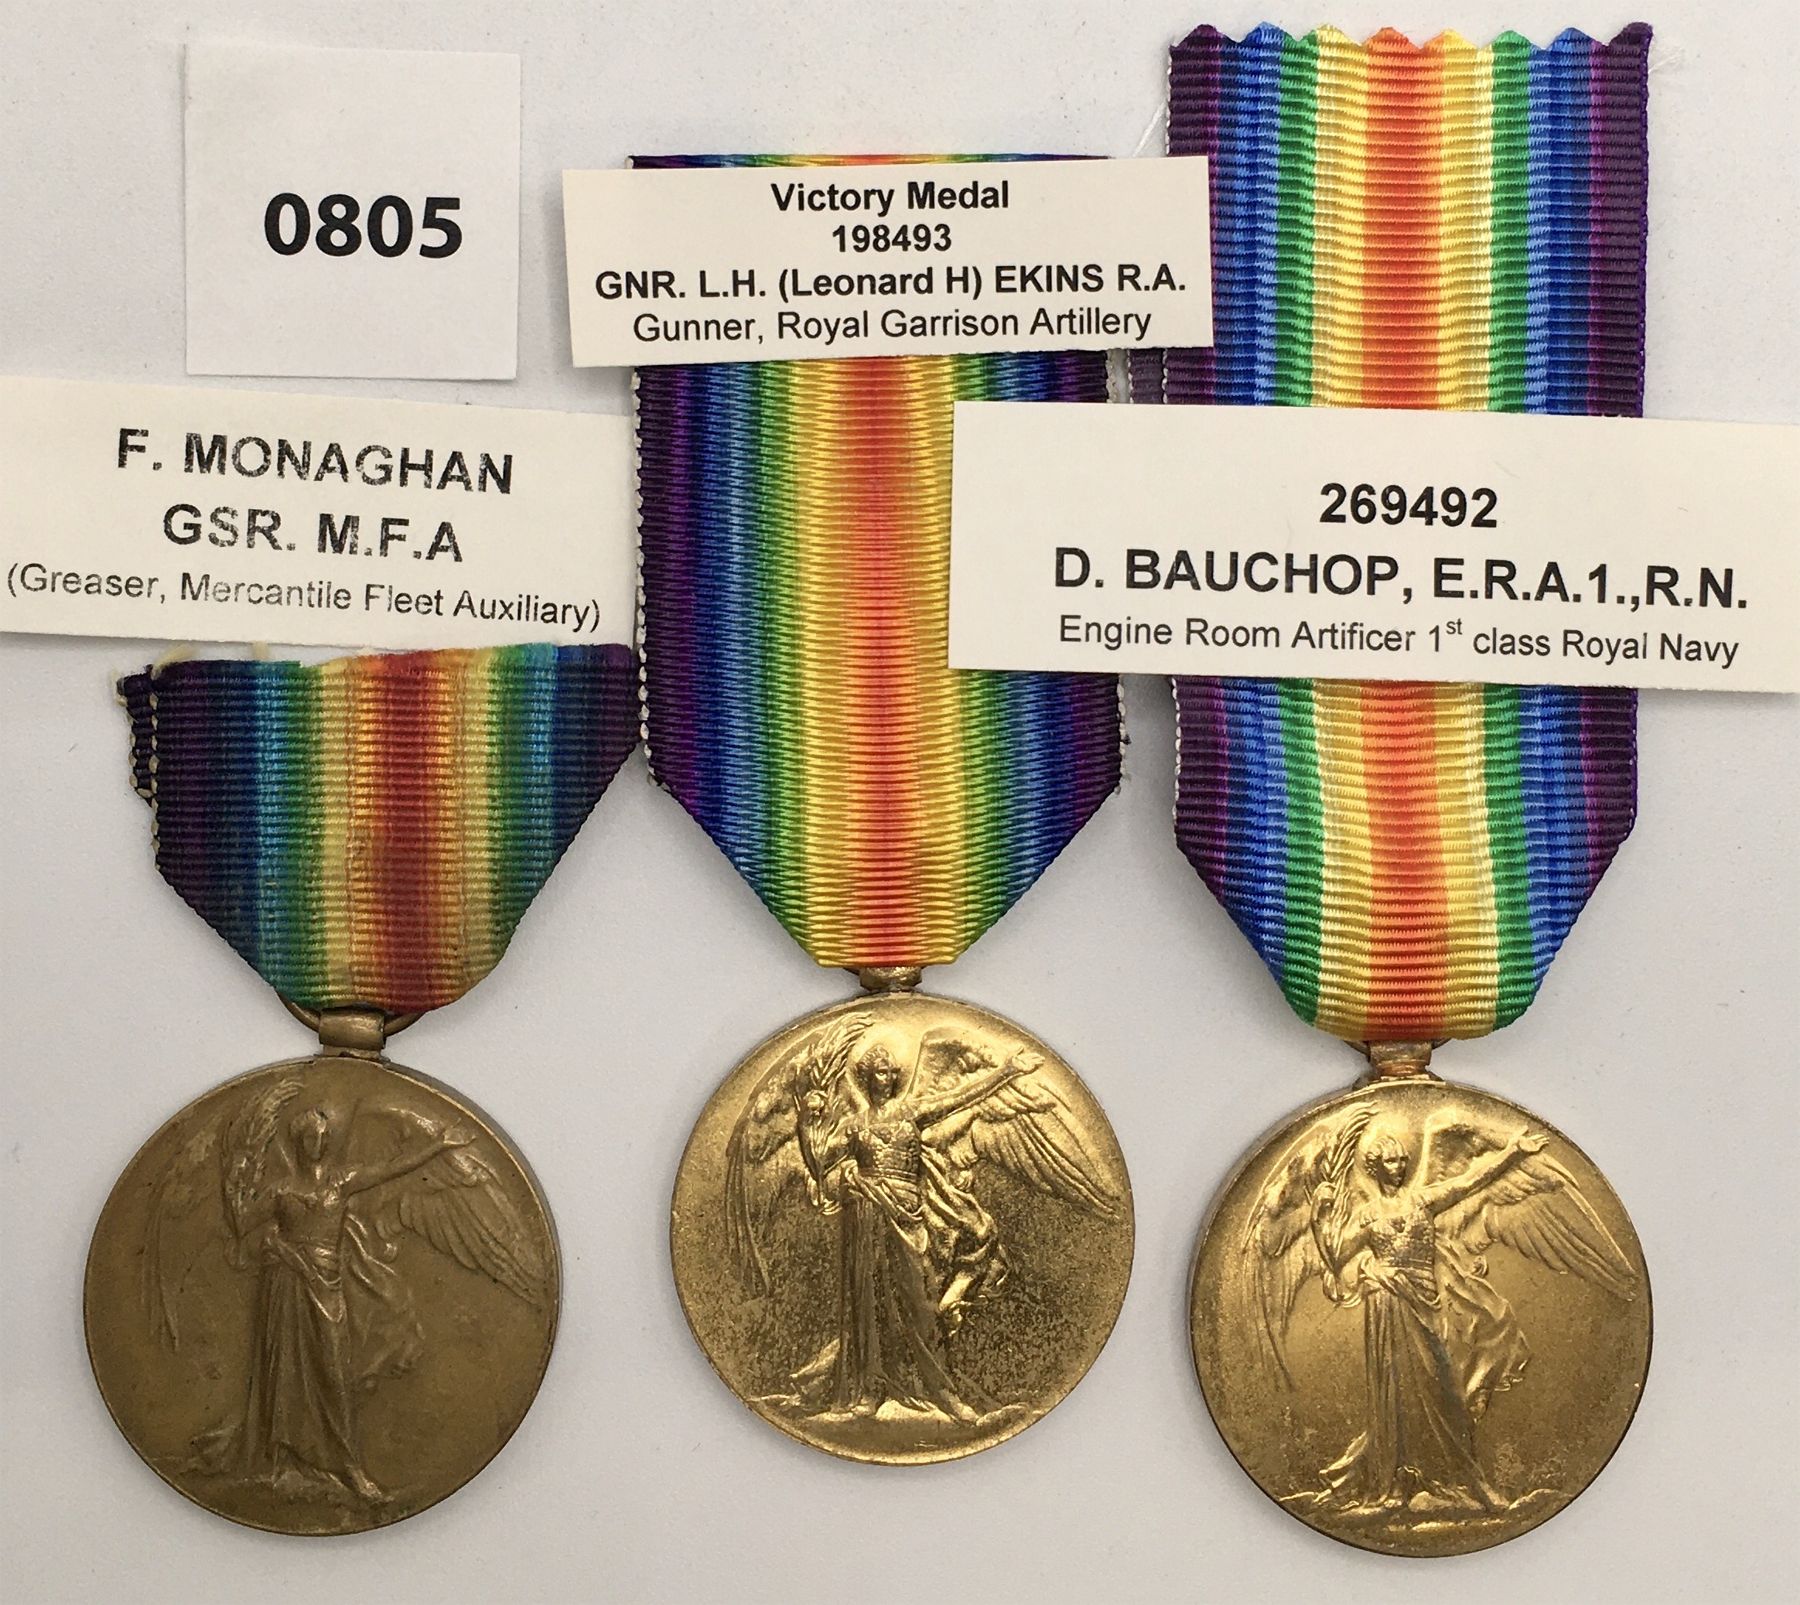 0805
Victory Medal
198493
GNR. L.H. (Leonard H) EKINS R.A.
Gunner, Royal Garrison Artillery
F. MONAGHAN
GSR. M.F.A
(Greaser, Mercantile Fleet Auxiliary)
269492
D. BAUCHOP, E.R.A.1.,R.N.
Engine Room Artificer 1st class Royal Navy